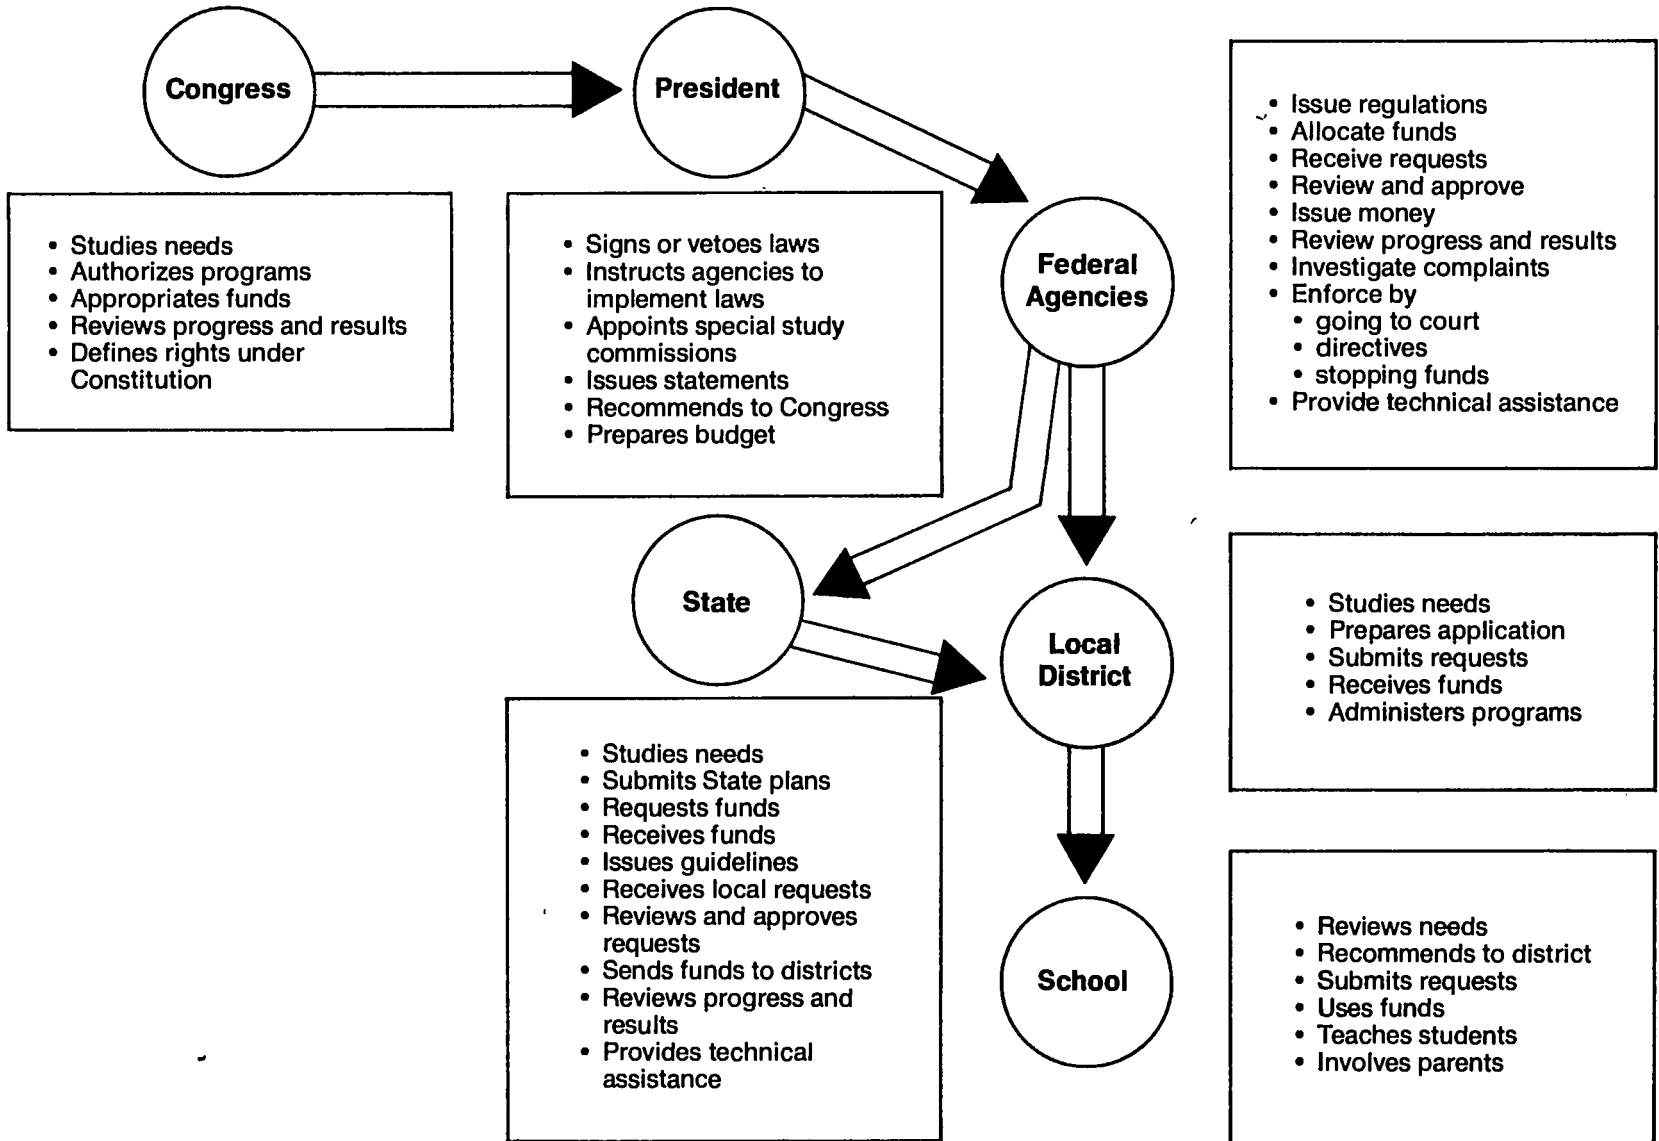 Congress
President
• Studies needs
• Authorizes programs
• Appropriates funds
• Reviews progress and results
• Defines rights under
Constitution
• Signs or vetoes laws
• Instructs agencies to
implement laws
• Appoints special study
commissions
• Issues statements
• Recommends to Congress
• Prepares budget
Federal
Agencies
• Issue regulations
• Allocate funds
• Receive requests
• Review and approve
• Issue money
• Review progress and results
• Investigate complaints
• Enforce by
• going to court
• directives
• stopping funds
• Provide technical assistance
State
• Studies needs
• Submits State plans
• Requests funds
• Receives funds
• Issues guidelines
• Receives local requests
• Reviews and approves
requests
• Sends funds to districts
• Reviews progress and
results
• Provides technical
assistance
Local
District
• Studies needs
• Prepares application
• Submits requests
• Receives funds
• Administers programs
School
• Reviews needs
• Recommends to district
• Submits requests
• Uses funds
• Teaches students
• Involves parents